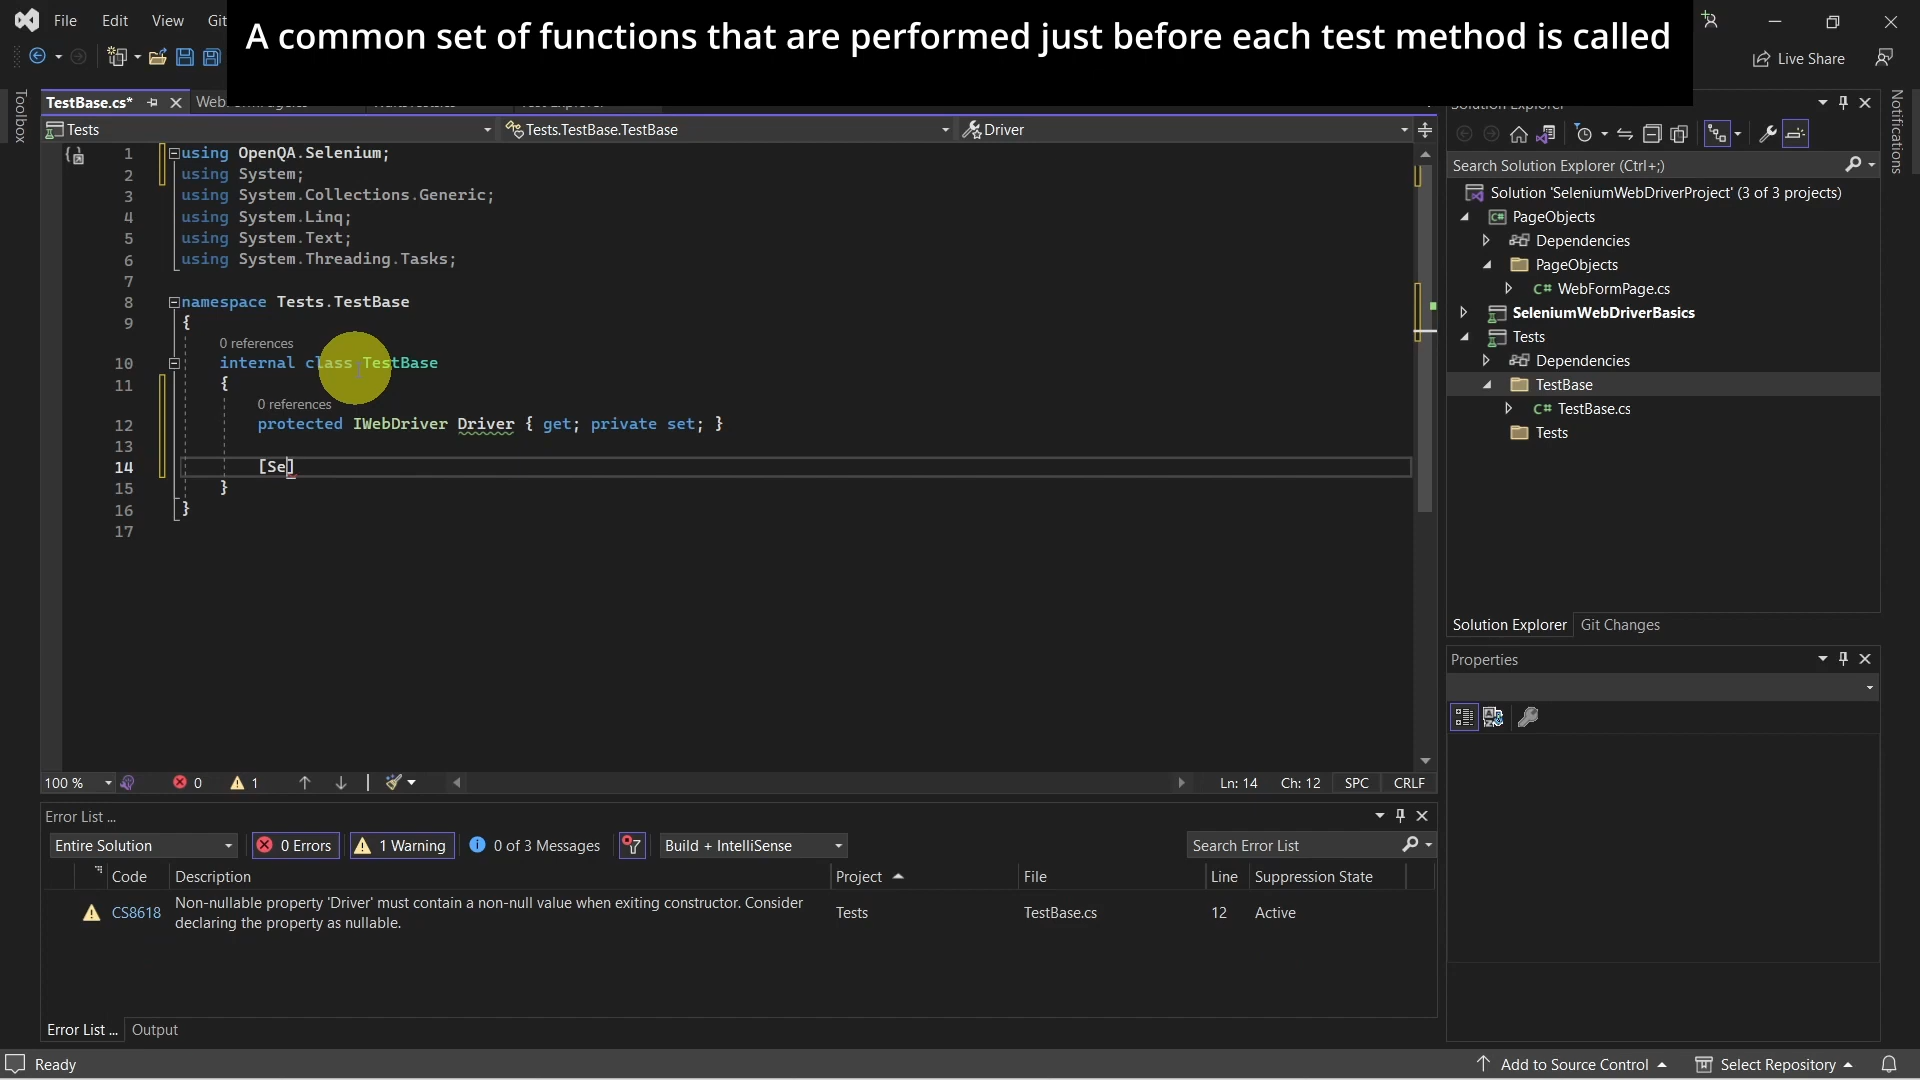 File Edit View Git
A common set of functions that are performed just before each test method is called
Live Share
TestBase.cs*
Solution Explorer
Toolbox
Notifications
Tests
Tests.TestBase.TestBase
Driver
1 using OpenQA.Selenium;
2 using System;
3 using System.Collections.Generic;
4 using System.Linq;
5 using System.Text;
6 using System.Threading.Tasks;
7
8 namespace Tests.TestBase
9 {
0 references
10 internal class TestBase
11 {
0 references
12 protected IWebDriver Driver { get; private set; }
13
14 [Se]
15 }
16 }
17
Search Solution Explorer (Ctrl+;)
Solution 'SeleniumWebDriverProject' (3 of 3 projects)
PageObjects
Dependencies
PageObjects
C# WebFormPage.cs
SeleniumWebDriverBasics
Tests
Dependencies
TestBase
C# TestBase.cs
Tests
Solution Explorer Git Changes
Properties
100 % 0 1 Ln: 14 Ch: 12 SPC CRLF
Error List ...
Entire Solution 0 Errors 1 Warning 0 of 3 Messages Build + IntelliSense Search Error List
Code Description Project File Line Suppression State
CS8618 Non-nullable property 'Driver' must contain a non-null value when exiting constructor. Consider Tests TestBase.cs 12 Active
declaring the property as nullable.
Error List ... Output
Ready Add to Source Control Select Repository